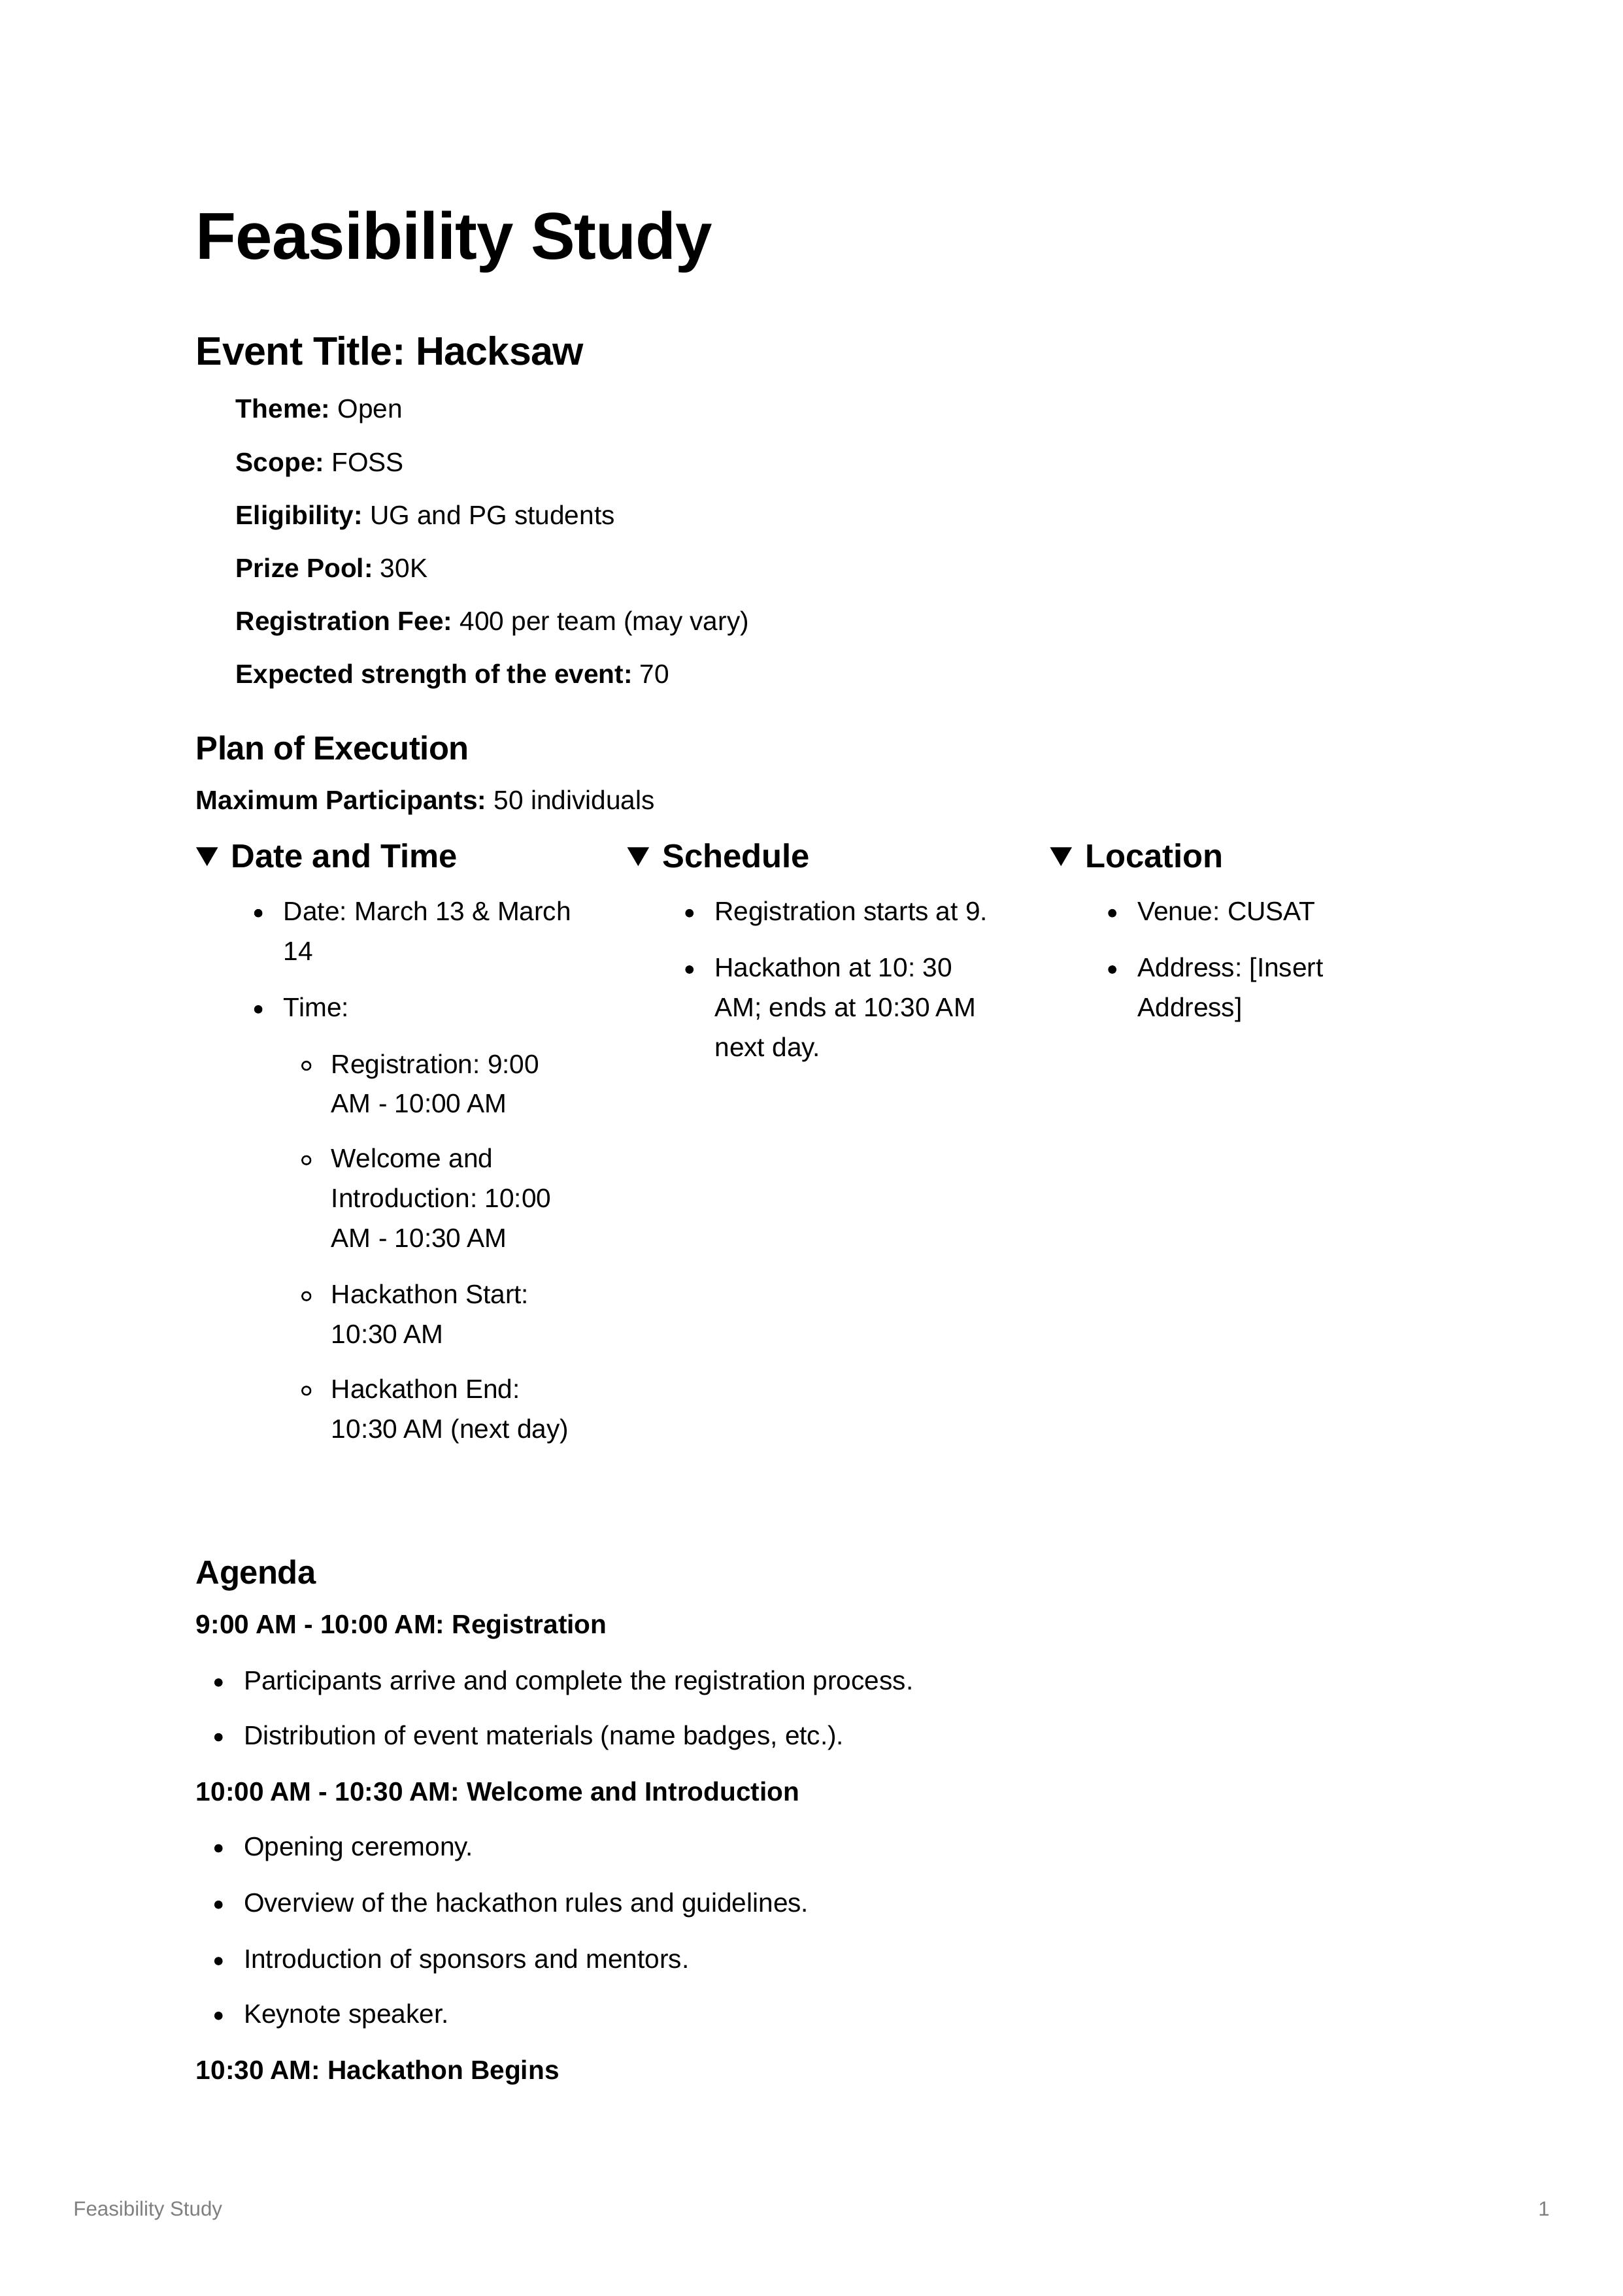 Feasibility Study
Event Title: Hacksaw
Theme: Open
Scope: FOSS
Eligibility: UG and PG students
Prize Pool: 30K
Registration Fee: 400 per team (may vary)
Expected strength of the event: 70
Plan of Execution
Maximum Participants: 50 individuals
Date and Time
Date: March 13 & March
14
Time:
Registration: 9:00
AM - 10:00 AM
Welcome and
Introduction: 10:00
AM - 10:30 AM
Hackathon Start:
10:30 AM
Hackathon End:
10:30 AM (next day)
Schedule
Registration starts at 9.
Hackathon at 10: 30
AM; ends at 10:30 AM
next day.
Location
Venue: CUSAT
Address: [Insert
Address]
Agenda
9:00 AM - 10:00 AM: Registration
Participants arrive and complete the registration process.
Distribution of event materials (name badges, etc.).
10:00 AM - 10:30 AM: Welcome and Introduction
Opening ceremony.
Overview of the hackathon rules and guidelines.
Introduction of sponsors and mentors.
Keynote speaker.
10:30 AM: Hackathon Begins
Feasibility Study
1